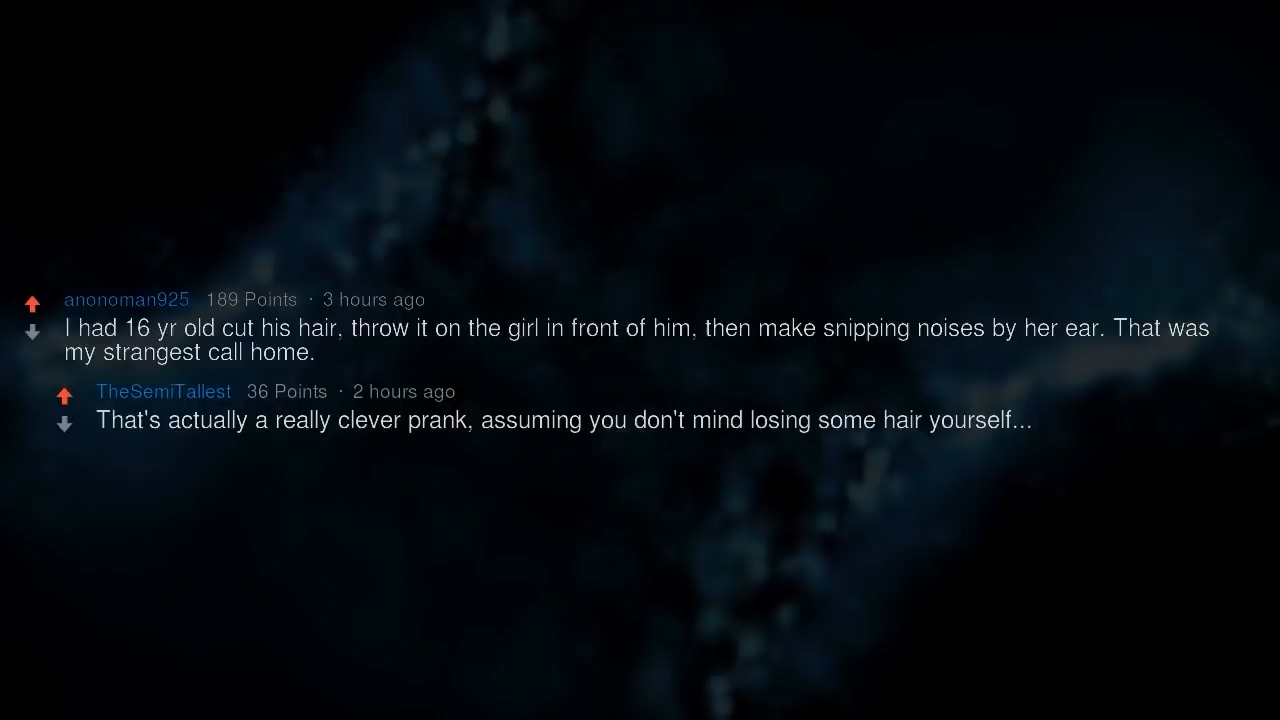 anonoman925 189 Points · 3 hours ago
I had 16 yr old cut his hair, throw it on the girl in front of him, then make snipping noises by her ear. That was
my strangest call home.
TheSemiTallest 36 Points · 2 hours ago
That's actually a really clever prank, assuming you don't mind losing some hair yourself...